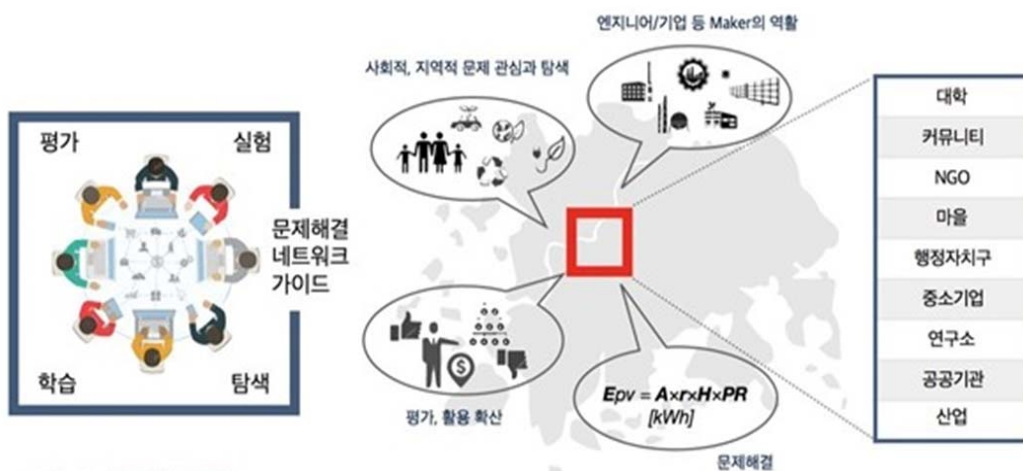 엔지니어/기업 등 Maker의 역활
사회적, 지역적 문제 관심과 탐색
평가
실험
문제해결
네트워크
가이드
학습
탐색
평가, 활용 확산
Epv = A×r×H×PR
[kWh]
문제해결
대학
커뮤니티
NGO
마을
행정자치구
중소기업
연구소
공공기관
산업